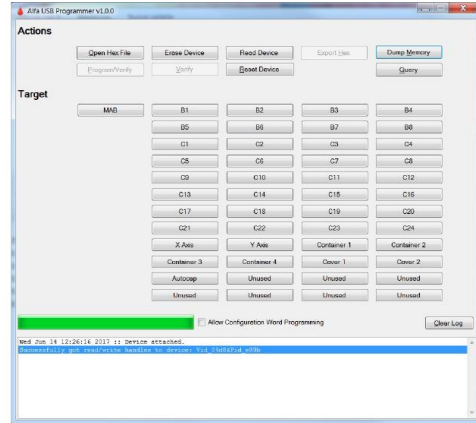 Alfa USB Programmer v1.0.0
Actions
Open Hex File Erase Device Read Device Export Hex Dump Memory
Program/Verify Verify Reset Device Query
Target
MAB B1 B2 B3 B4
B5 B6 B7 B8
C1 C2 C3 C4
C5 C6 C7 C8
C9 C10 C11 C12
C13 C14 C15 C16
C17 C18 C19 C20
C21 C22 C23 C24
X Axis Y Axis Container 1 Container 2
Container 3 Container 4 Cover 1 Cover 2
Autocap Unused Unused Unused
Unused Unused Unused Unused
Allow Configuration Word Programming Clear Log
Wed Jun 14 12:26:16 2017 :: Device attached.
Successfully got read/write handles to device: